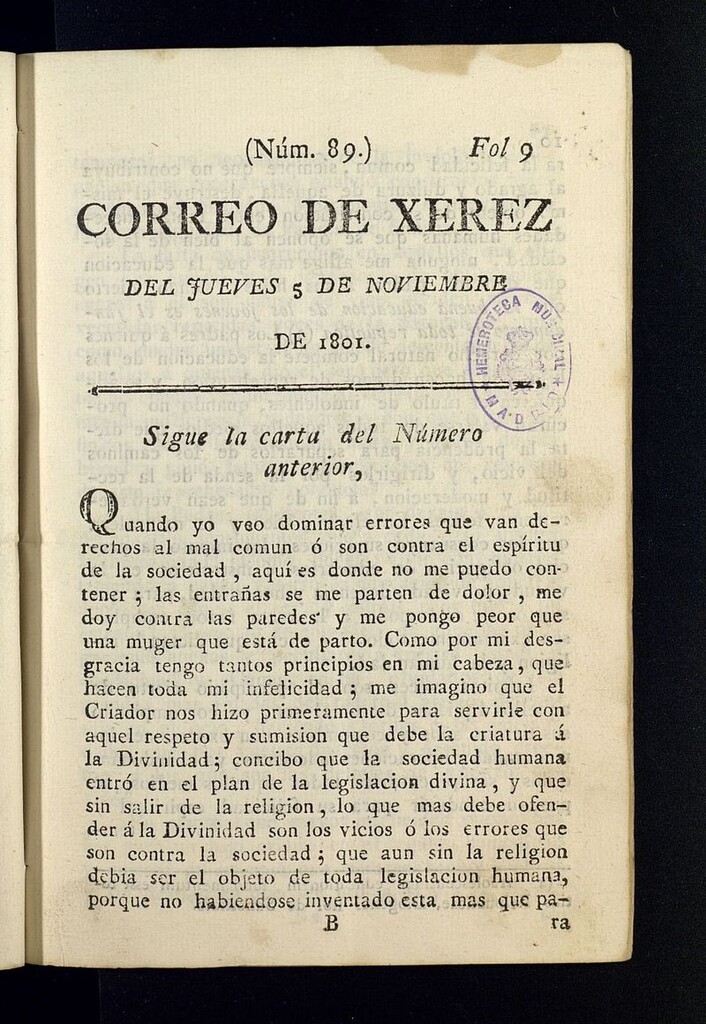 (Núm. 89.) Fol 9
CORREO DE XEREZ
DEL JUEVES 5 DE NOVIEMBRE
DE 1801.
HEMEROTECA MUNICIPAL
MADRID
Sigue la carta del Número
anterior,
Quando yo veo dominar errores que van de-
rechos al mal comun ó son contra el espíritu
de la sociedad , aquí es donde no me puedo con-
tener ; las entrañas se me parten de dolor , me
doy contra las paredes y me pongo peor que
una muger que está de parto. Como por mi des-
gracia tengo tantos principios en mi cabeza, que
hacen toda mi infelicidad ; me imagino que el
Criador nos hizo primeramente para servirle con
aquel respeto y sumision que debe la criatura á
la Divinidad ; concibo que la sociedad humana
entró en el plan de la legislacion divina , y que
sin salir de la religion , lo que mas debe ofen-
der á la Divinidad son los vicios ó los errores que
son contra la sociedad ; que aun sin la religion
debia ser el objeto de toda legislacion humana,
porque no habiendose inventado esta mas que pa-
B ra